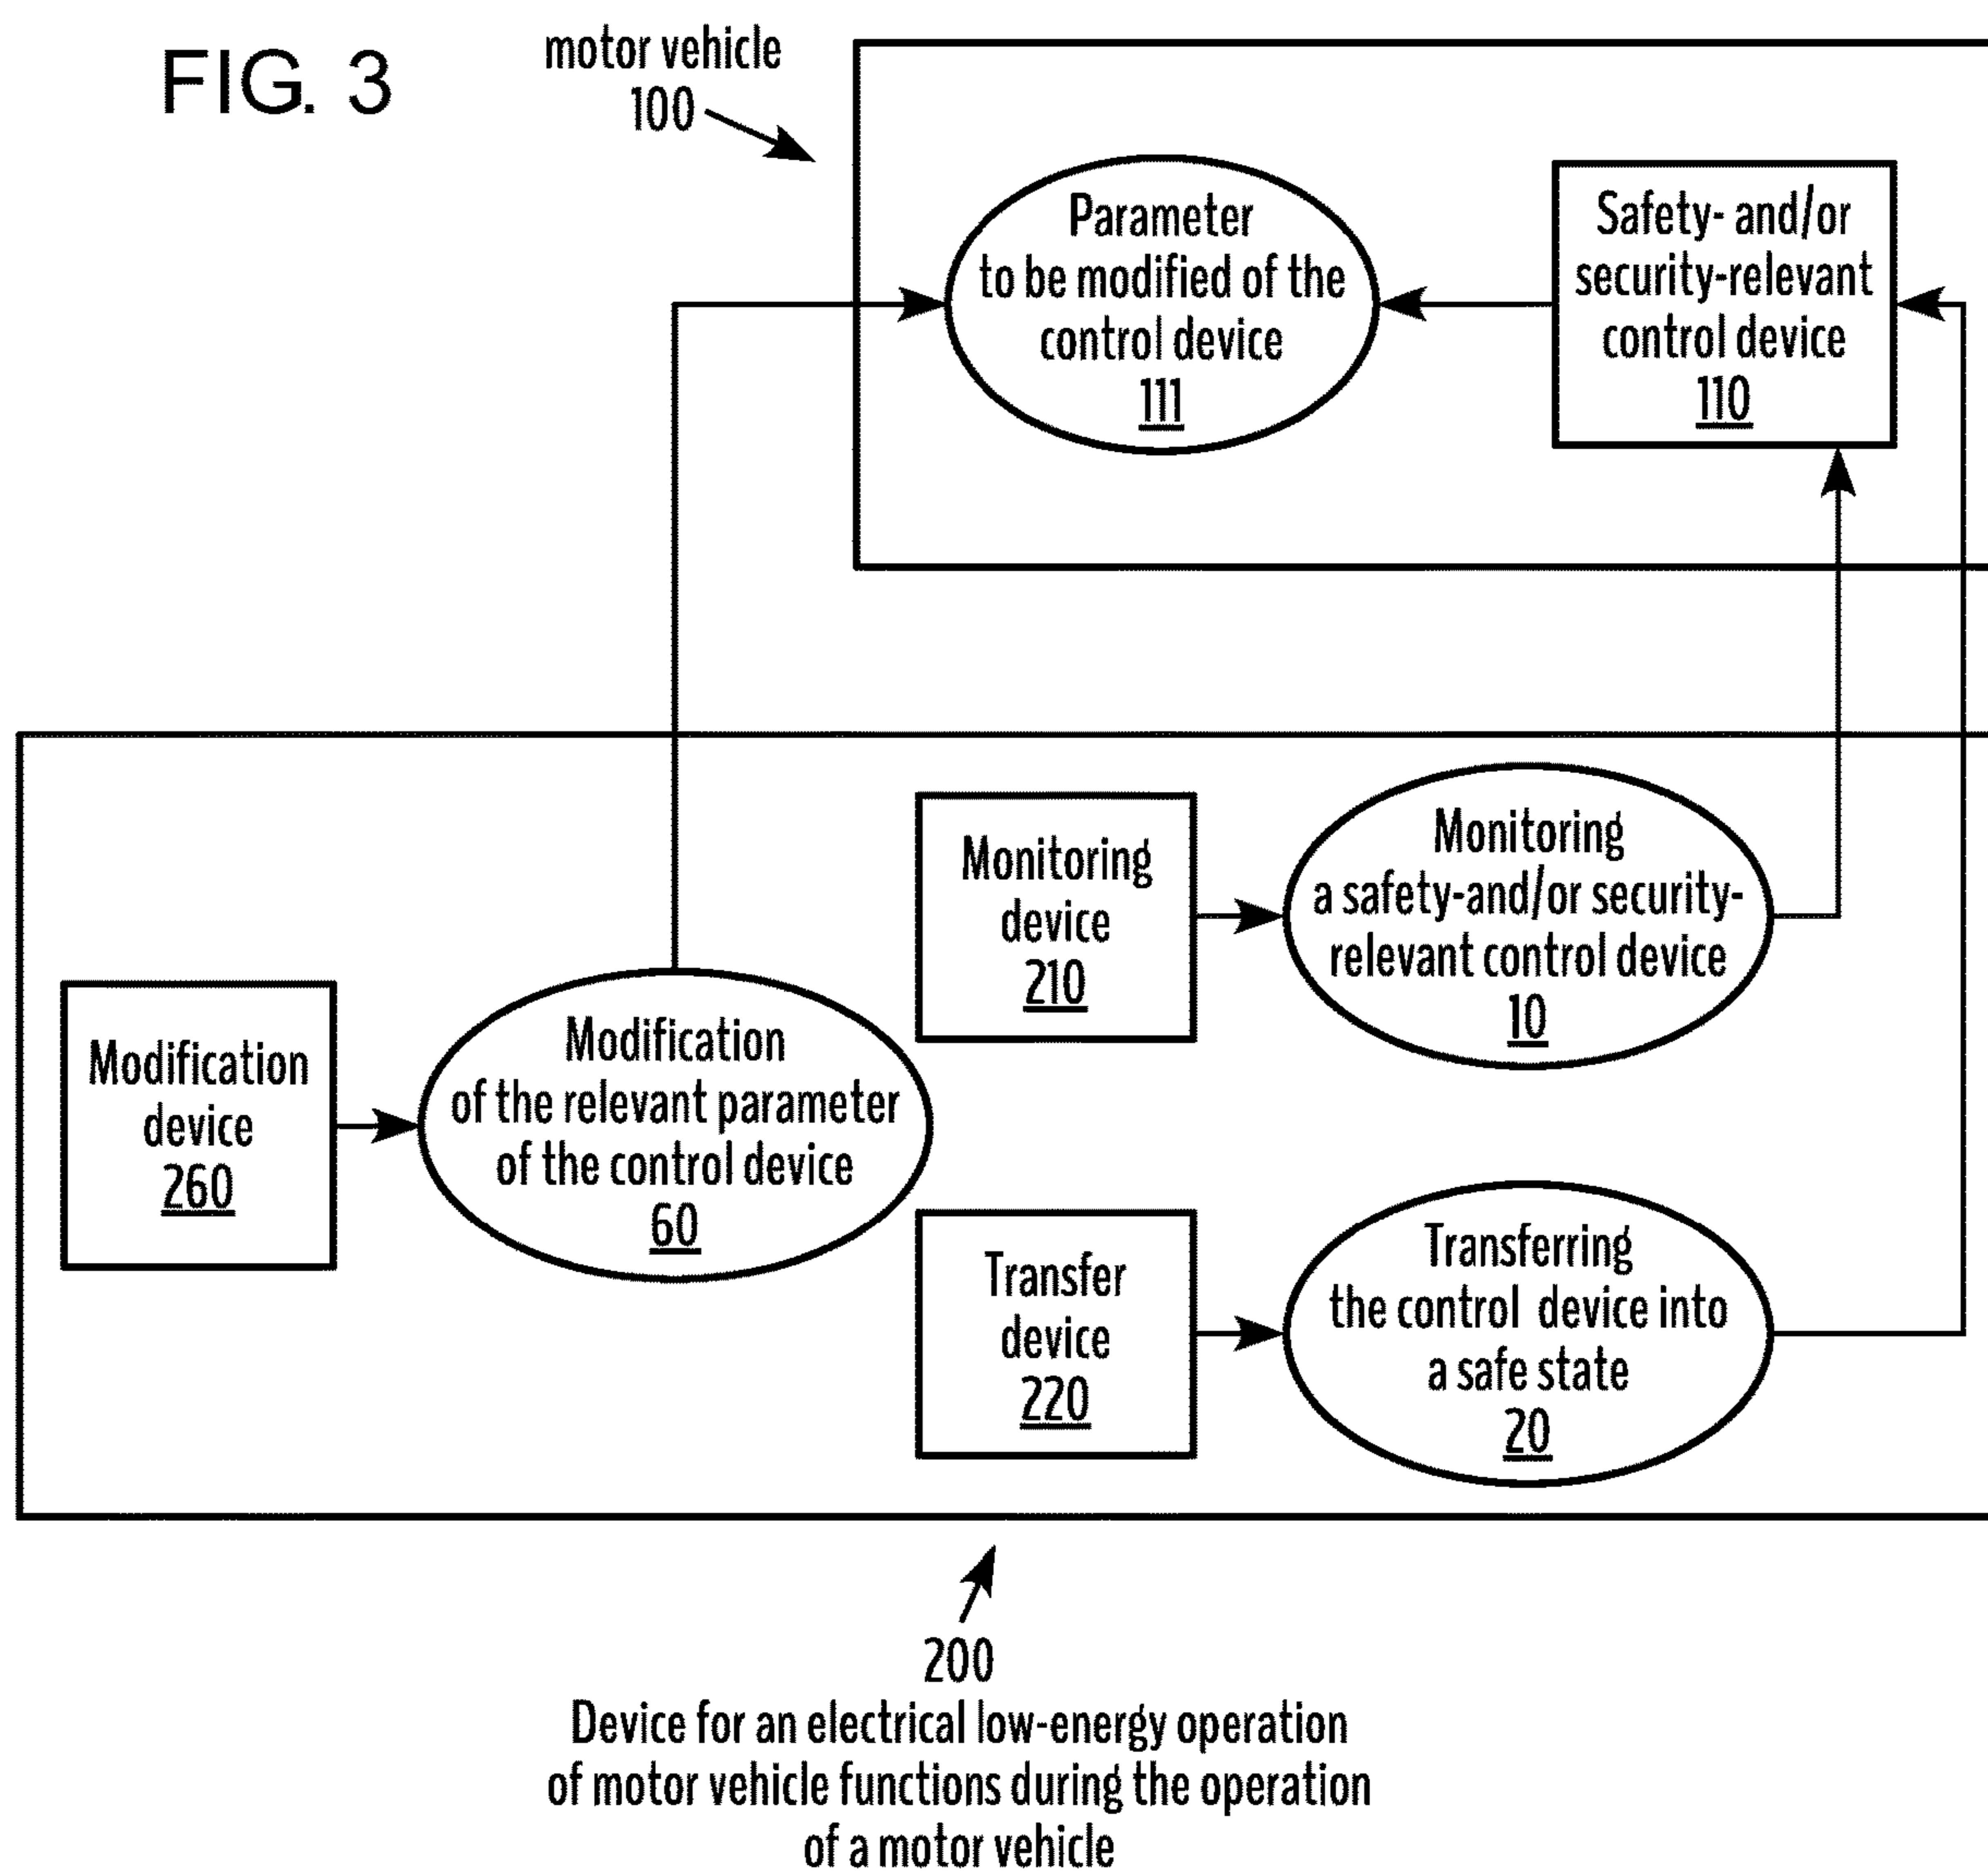 FIG. 3
motor vehicle
100
Parameter
to be modified of the
control device
111
Safety- and/or
security-relevant
control device
110
Monitoring
device
210
Monitoring
a safety-and/or security-
relevant control device
10
Modification
device
260
Modification
of the relevant parameter
of the control device
60
Transfer
device
220
Transferring
the control device into
a safe state
20
200
Device for an electrical low-energy operation
of motor vehicle functions during the operation
of a motor vehicle